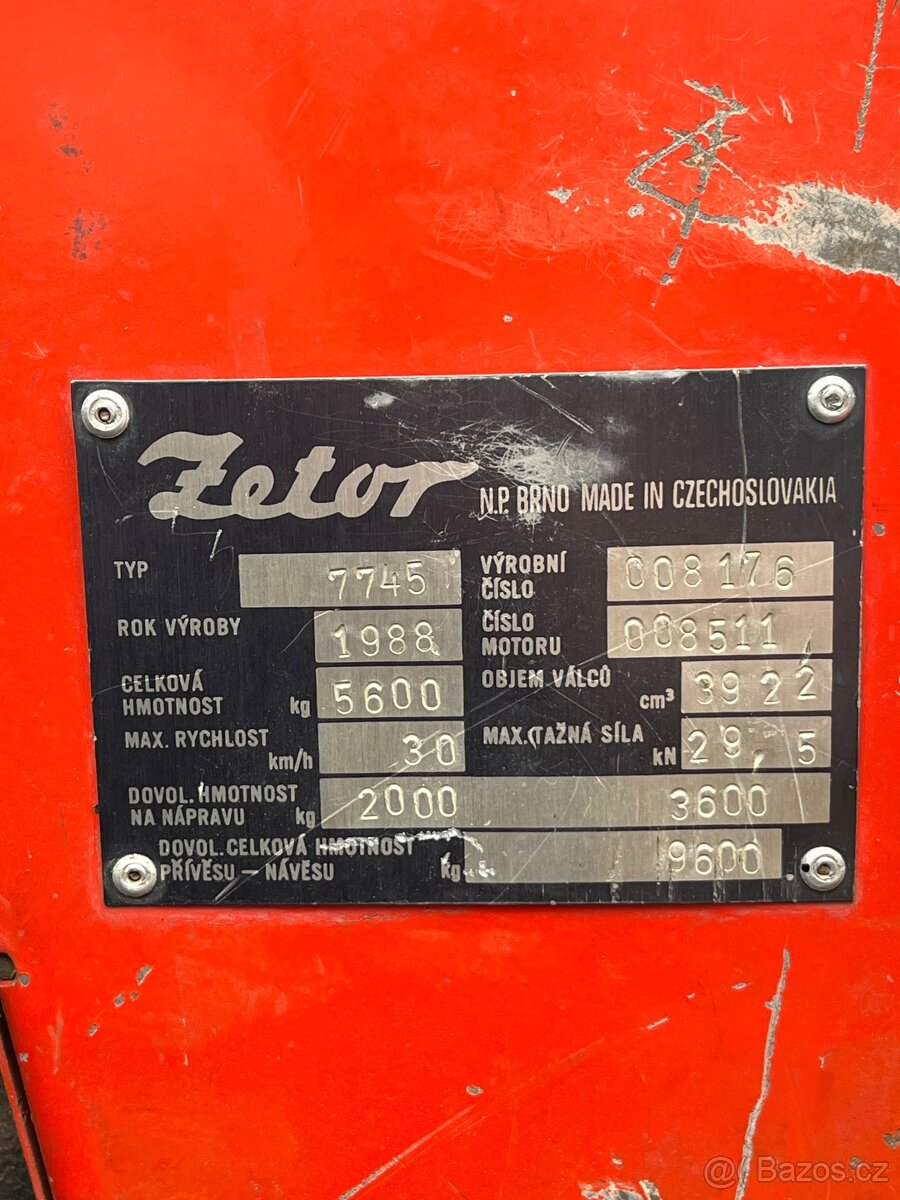 Zetor
N.P. BRNO MADE IN CZECHOSLOVAKIA
TYP 7745
VÝROBNÍ ČÍSLO 008176
ROK VÝROBY 1988
ČÍSLO MOTORU 008511
CELKOVÁ HMOTNOST kg 5600
OBJEM VÁLCŮ cm³ 3922
MAX. RYCHLOST km/h 30
MAX. TAŽNÁ SÍLA kN 29,5
DOVOL. HMOTNOST NA NÁPRAVU kg 2000 3600
DOVOL. CELKOVÁ HMOTNOST PŘÍVĚSU – NÁVĚSU kg 9600
@ Bazos.cz